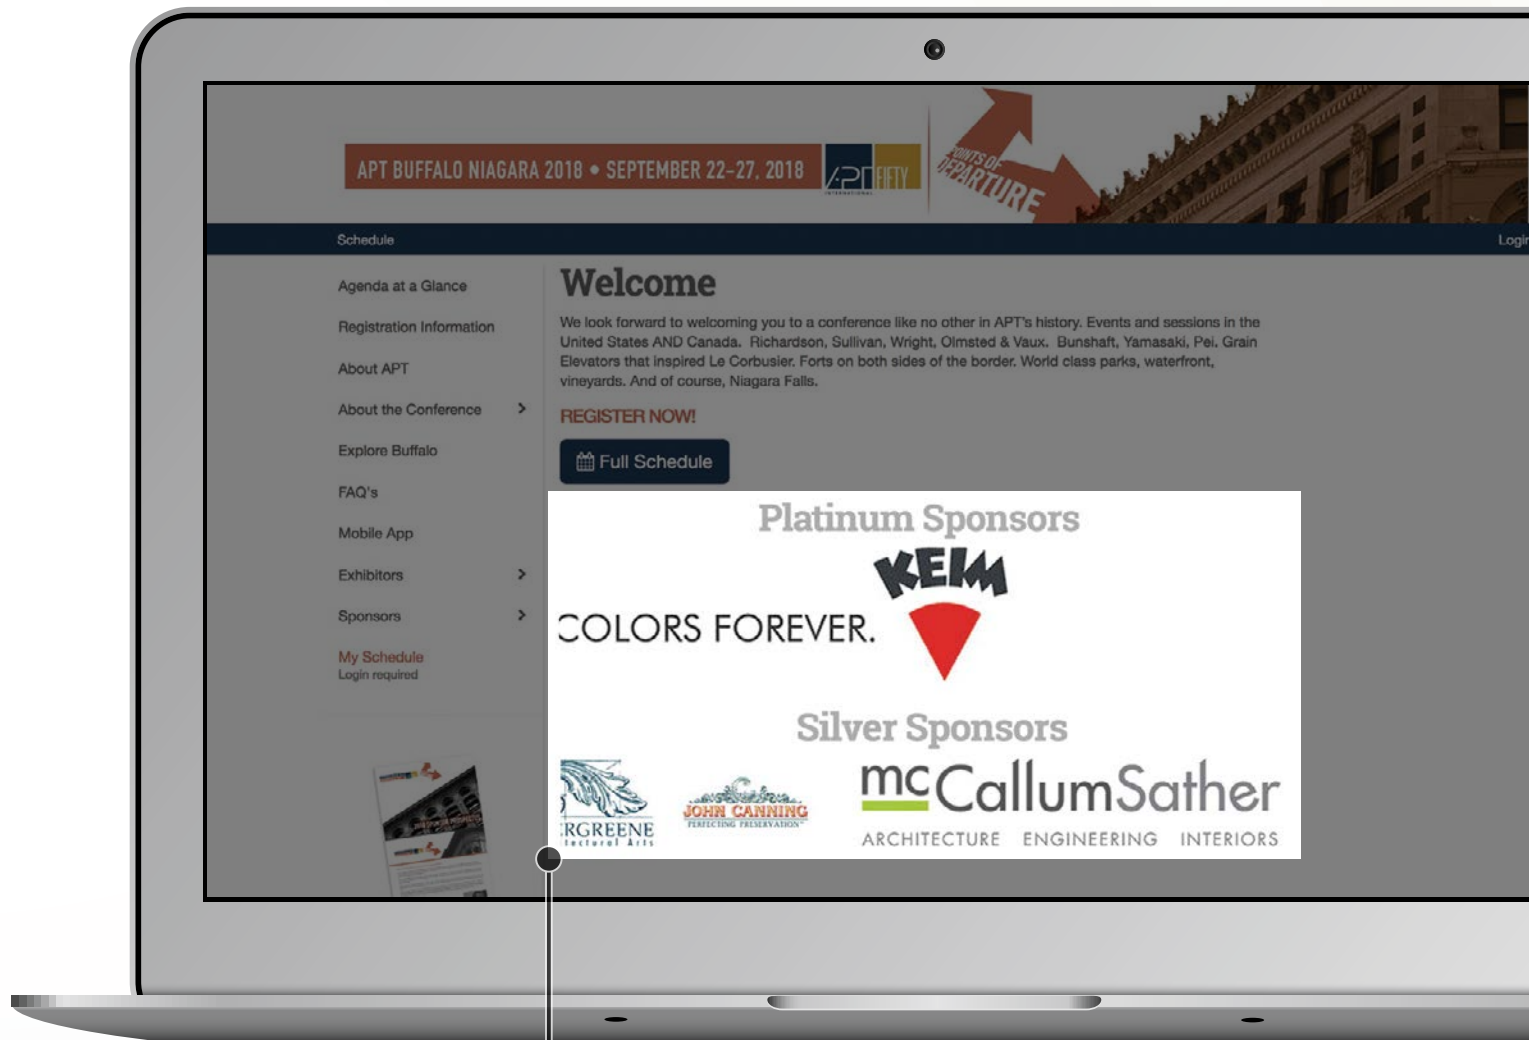 APT BUFFALO NIAGARA 2018 • SEPTEMBER 22–27, 2018
APT FIFTY
INTERNATIONAL
POINTS OF
DEPARTURE
Schedule
Login
Agenda at a Glance
Registration Information
About APT
About the Conference
Explore Buffalo
FAQ's
Mobile App
Exhibitors
Sponsors
My Schedule
Login required
Welcome
We look forward to welcoming you to a conference like no other in APT's history. Events and sessions in the
United States AND Canada. Richardson, Sullivan, Wright, Olmsted & Vaux. Bunshaft, Yamasaki, Pei. Grain
Elevators that inspired Le Corbusier. Forts on both sides of the border. World class parks, waterfront,
vineyards. And of course, Niagara Falls.
REGISTER NOW!
Full Schedule
Platinum Sponsors
KEIM
COLORS FOREVER.
Silver Sponsors
RGREENE
tectural Arts
JOHN CANNING
PERFECTING PRESERVATION™
mcCallumSather
ARCHITECTURE ENGINEERING INTERIORS